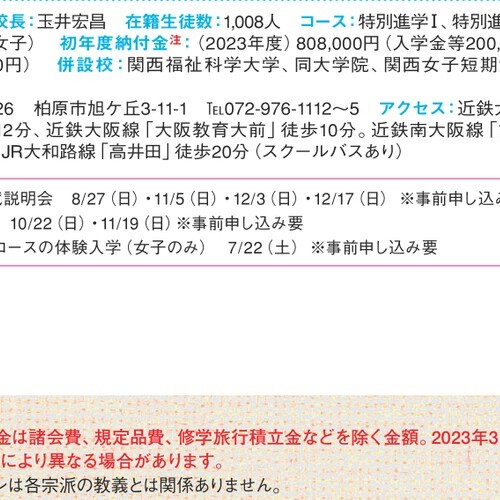 校長：玉井宏昌 在籍生徒数：1,008人 コース：特別進学Ⅰ、特別進
女子） 初年度納付金注：（2023年度）808,000円（入学金等200,
0円） 併設校：関西福祉科学大学、同大学院、関西女子短期
26 柏原市旭ケ丘3-11-1 ℡072-976-1112～5 アクセス：近鉄大
12分、近鉄大阪線「大阪教育大前」徒歩10分。近鉄南大阪線「
JR大和路線「高井田」徒歩20分（スクールバスあり）
説明会 8/27（日）・11/5（日）・12/3（日）・12/17（日） ※事前申し込み
10/22（日）・11/19（日）※事前申し込み要
コースの体験入学（女子のみ） 7/22（土） ※事前申し込み要
金は諸会費、規定品費、修学旅行積立金などを除く金額。2023年3
により異なる場合があります。
は各宗派の教義とは関係ありません。